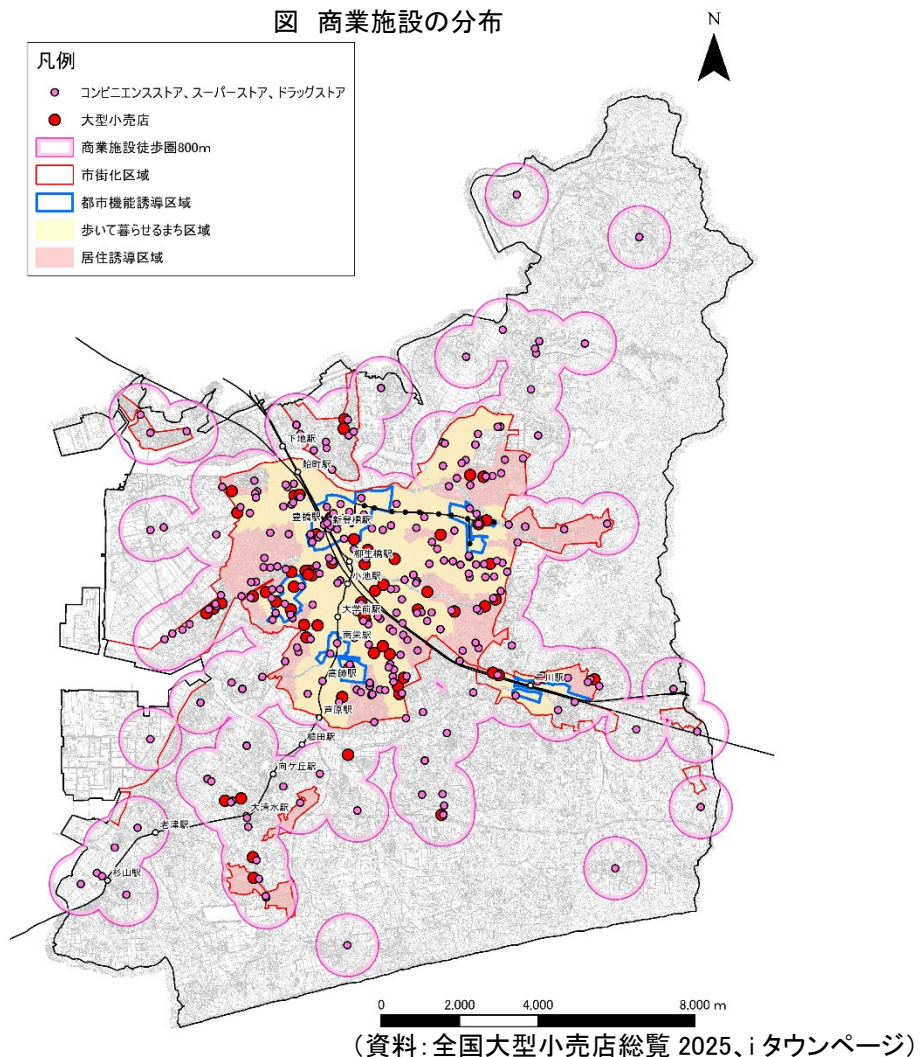 図 商業施設の分布
N
凡例
コンビニエンスストア、スーパーストア、ドラッグストア
大型小売店
商業施設徒歩圏800m
市街化区域
都市機能誘導区域
歩いて暮らせるまち区域
居住誘導区域
下地駅
船町駅
豊橋駅
新豊橋駅
柳生橋駅
小池駅
大学前駅
南栄駅
高師駅
二川駅
芦原駅
植田駅
向ケ丘駅
大清水駅
老津駅
杉山駅
0 2,000 4,000 8,000 m
(資料:全国大型小売店総覧 2025、i タウンページ)